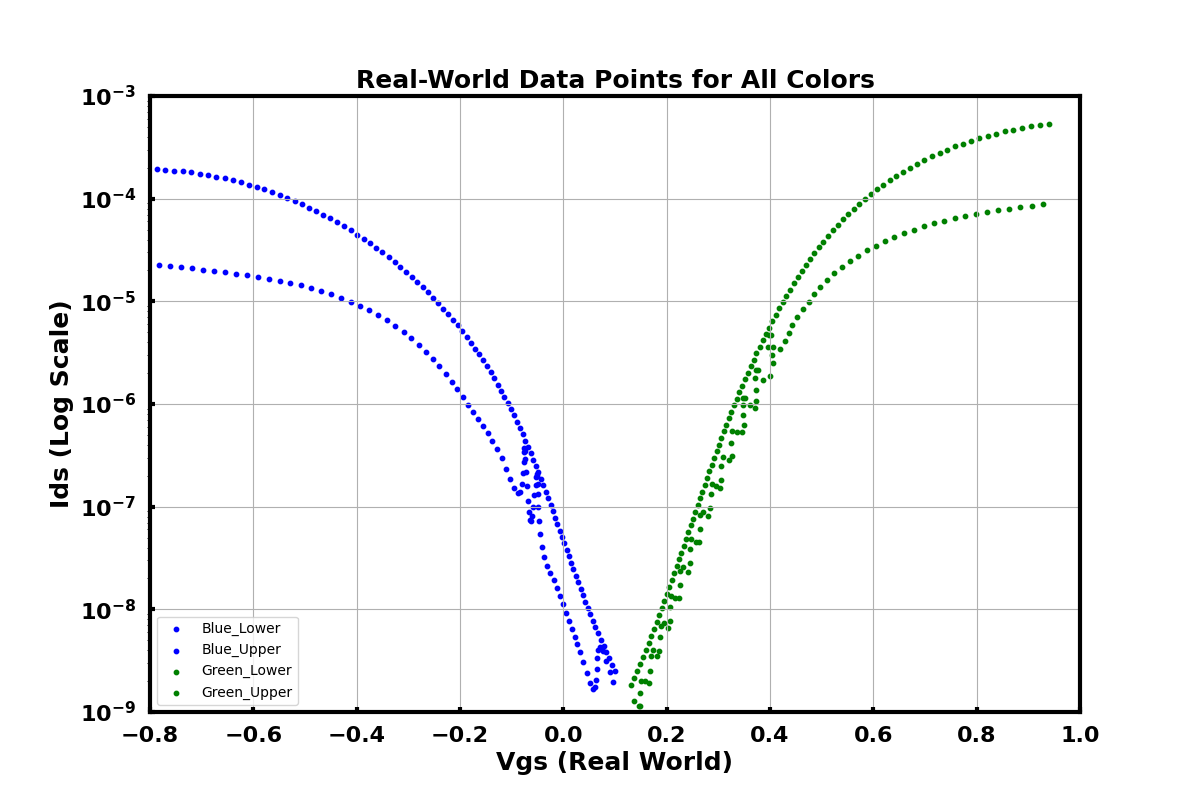 Real-World Data Points for All Colors
Ids (Log Scale)
10⁻³
10⁻⁴
10⁻⁵
10⁻⁶
10⁻⁷
10⁻⁸
10⁻⁹
Blue_Lower
Blue_Upper
Green_Lower
Green_Upper
−0.8 −0.6 −0.4 −0.2 0.0 0.2 0.4 0.6 0.8 1.0
Vgs (Real World)